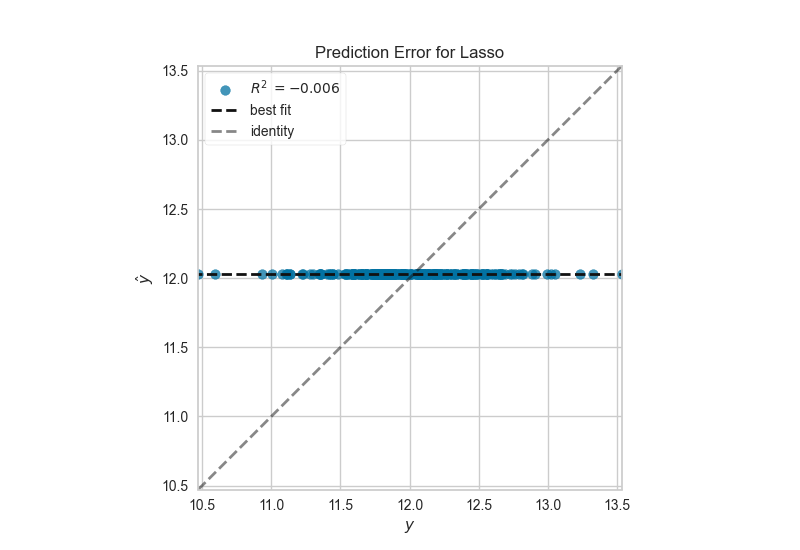 Prediction Error for Lasso
R² = −0.006
best fit
identity
13.5
13.0
12.5
12.0
11.5
11.0
10.5
ŷ
10.5 11.0 11.5 12.0 12.5 13.0 13.5
y